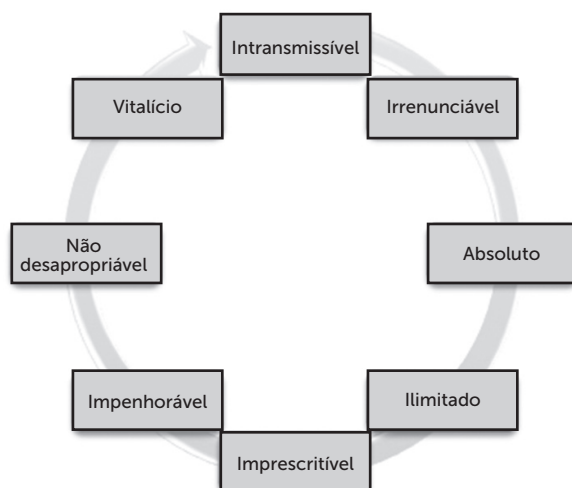 Intransmissível
Irrenunciável
Absoluto
Ilimitado
Imprescritível
Impenhorável
Não
desapropriável
Vitalício